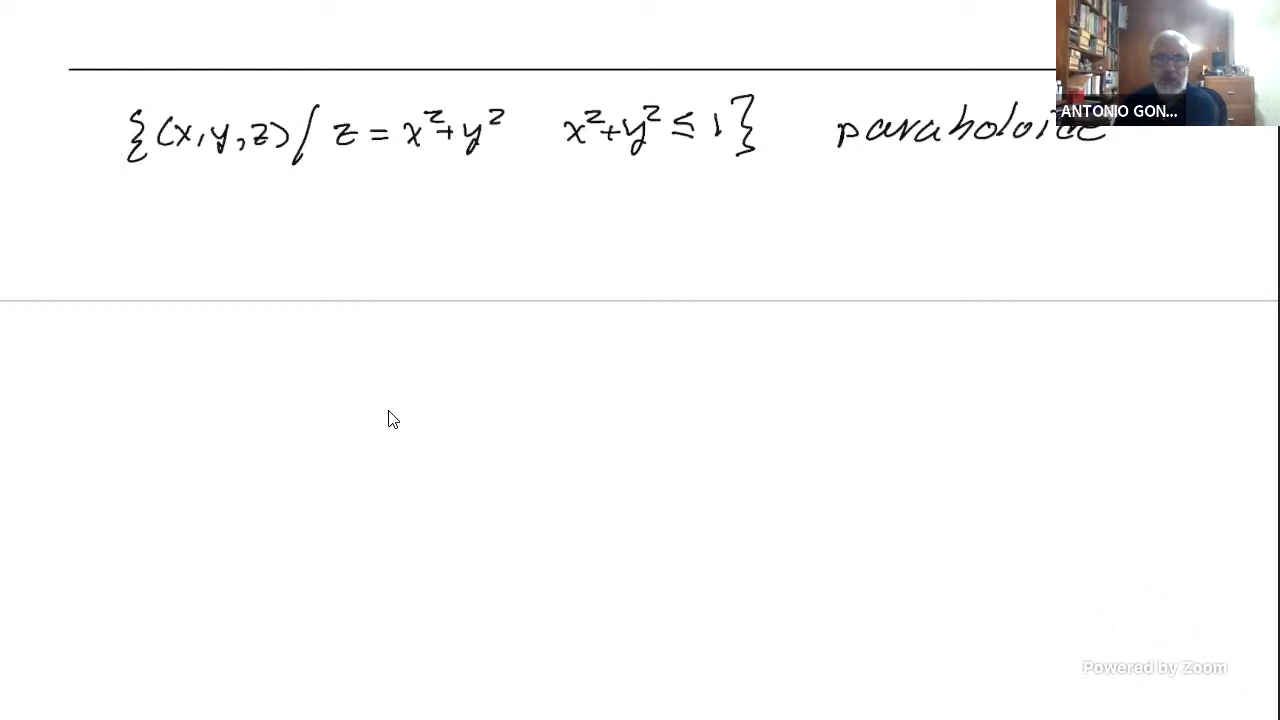 {(x,y,z)/ z = x²+y²   x²+y² ≤ 1}   paraboloide
ANTONIO GON...
Powered by Zoom